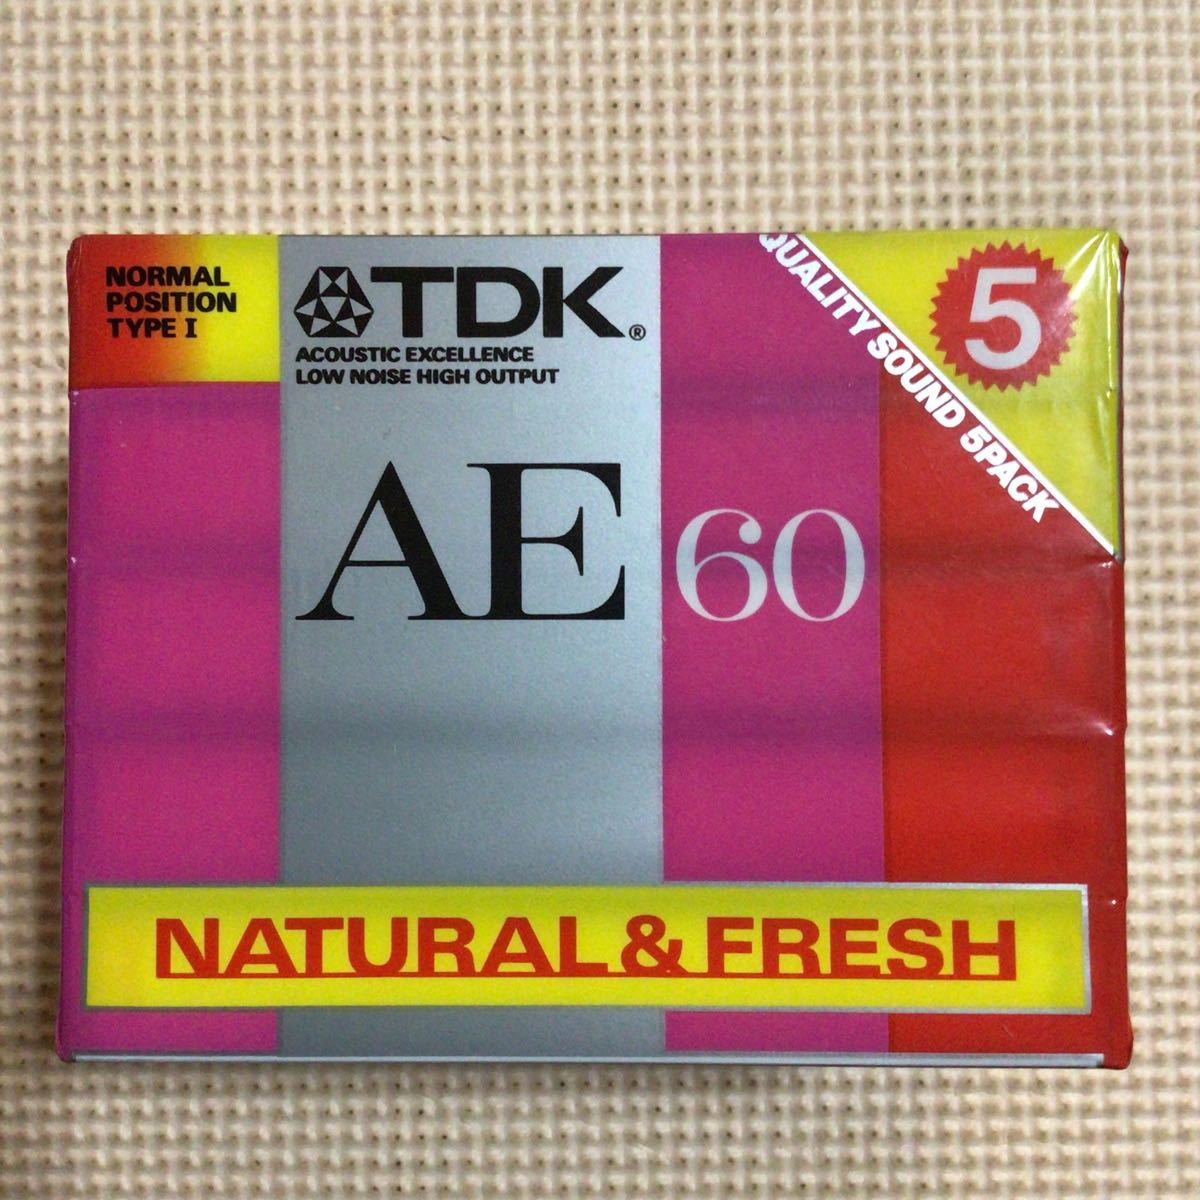 NORMAL
POSITION
TYPE I
TDK®
ACOUSTIC EXCELLENCE
LOW NOISE HIGH OUTPUT
AE 60
QUALITY SOUND 5PACK
5
NATURAL & FRESH